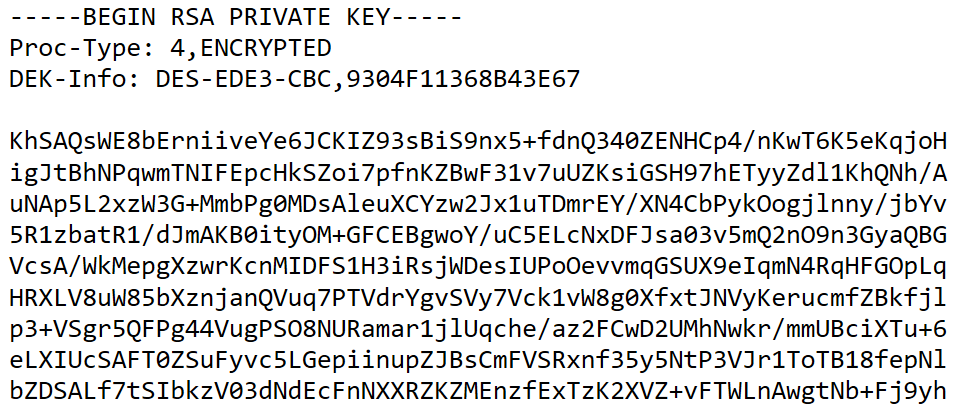 -----BEGIN RSA PRIVATE KEY-----
Proc-Type: 4,ENCRYPTED
DEK-Info: DES-EDE3-CBC,9304F11368B43E67

KhSAQsWE8bErniiveYe6JCKIZ93sBiS9nx5+fdnQ340ZENHCp4/nKwT6K5eKqjoH
igJtBhNPqwmTNIFEpcHkSZoi7pfnKZBwF31v7uUZKsiGSH97hETyyZdl1KhQNh/A
uNAp5L2xzW3G+MmbPg0MDsAleuXCYzw2Jx1uTDmrEY/XN4CbPykOogjlnny/jbYv
5R1zbatR1/dJmAKB0ityOM+GFCEBgwoY/uC5ELcNxDFJsa03v5mQ2nO9n3GyaQBG
VcsA/WkMepgXzwrKcnMIDFS1H3iRsjWDesIUPoOevvmqGSUX9eIqmN4RqHFGOpLq
HRXLV8uW85bXznjanQVuq7PTVdrYgvSVy7Vck1vW8g0XfxtJNVyKerucmfZBkfjl
p3+VSgr5QFPg44VugPSO8NURamar1jlUqche/az2FCwD2UMhNwkr/mmUBciXTu+6
eLXIUcSAFT0ZSuFyvc5LGepiinupZJBsCmFVSRxnf35y5NtP3VJr1ToTB18fepNl
bZDSALf7tSIbkzV03dNdEcFnNXXRZKZMEnzfExTzK2XVZ+vFTWLnAwgtNb+Fj9yh